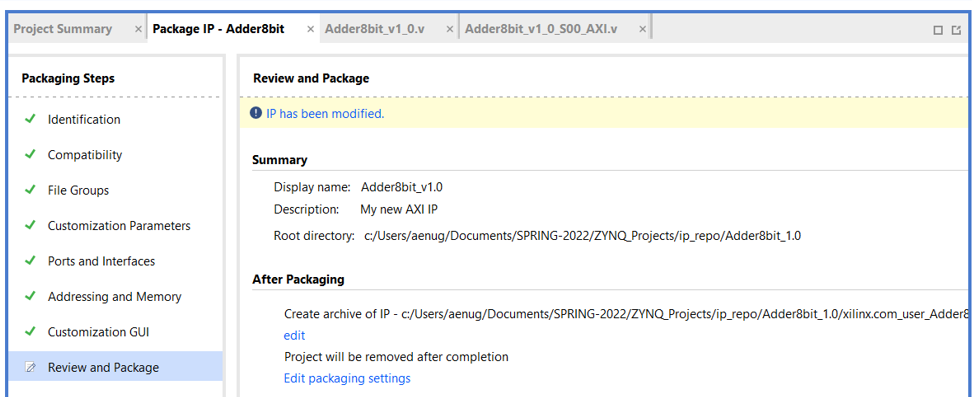 Project Summary
Package IP - Adder8bit
Adder8bit_v1_0.v
Adder8bit_v1_0_S00_AXI.v
Packaging Steps
Identification
Compatibility
File Groups
Customization Parameters
Ports and Interfaces
Addressing and Memory
Customization GUI
Review and Package
Review and Package
IP has been modified.
Summary
Display name: Adder8bit_v1.0
Description: My new AXI IP
Root directory: c:/Users/aenug/Documents/SPRING-2022/ZYNQ_Projects/ip_repo/Adder8bit_1.0
After Packaging
Create archive of IP - c:/Users/aenug/Documents/SPRING-2022/ZYNQ_Projects/ip_repo/Adder8bit_1.0/xilinx.com_user_Adder8
edit
Project will be removed after completion
Edit packaging settings